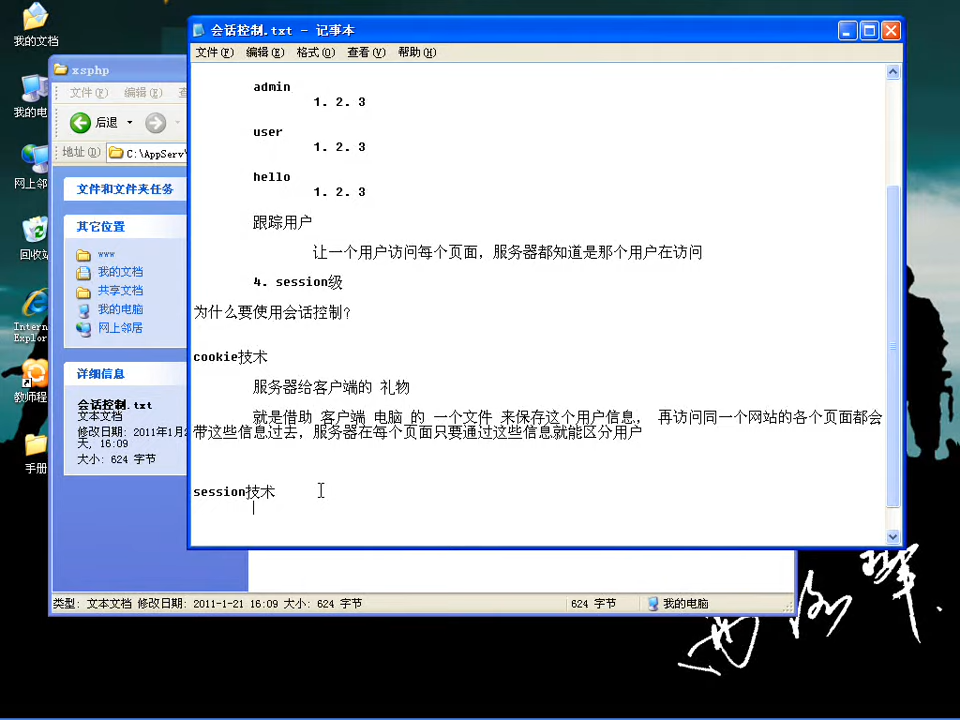 我的文档
会话控制.txt - 记事本
文件(F) 编辑(E) 格式(O) 查看(V) 帮助(H)
xsphp
文件(F) 编辑(E)
后退
地址(D) C:\AppServ\
网上邻
回收站
Intern
Explor
教师程
手册
文件和文件夹任务
其它位置
www
我的文档
共享文档
我的电脑
网上邻居
详细信息
会话控制.txt
文本文档
修改日期: 2011年1月2
天, 16:09
大小: 624 字节
admin
1. 2. 3
user
1. 2. 3
hello
1. 2. 3
跟踪用户
让一个用户访问每个页面，服务器都知道是那个用户在访问
4. session级
为什么要使用会话控制？
cookie技术
服务器给客户端的 礼物
就是借助 客户端 电脑 的 一个文件 来保存这个用户信息， 再访问同一个网站的各个页面都会
带这些信息过去，服务器在每个页面只要通过这些信息就能区分用户
session技术
类型: 文本文档 修改日期: 2011-1-21 16:09 大小: 624 字节
624 字节
我的电脑